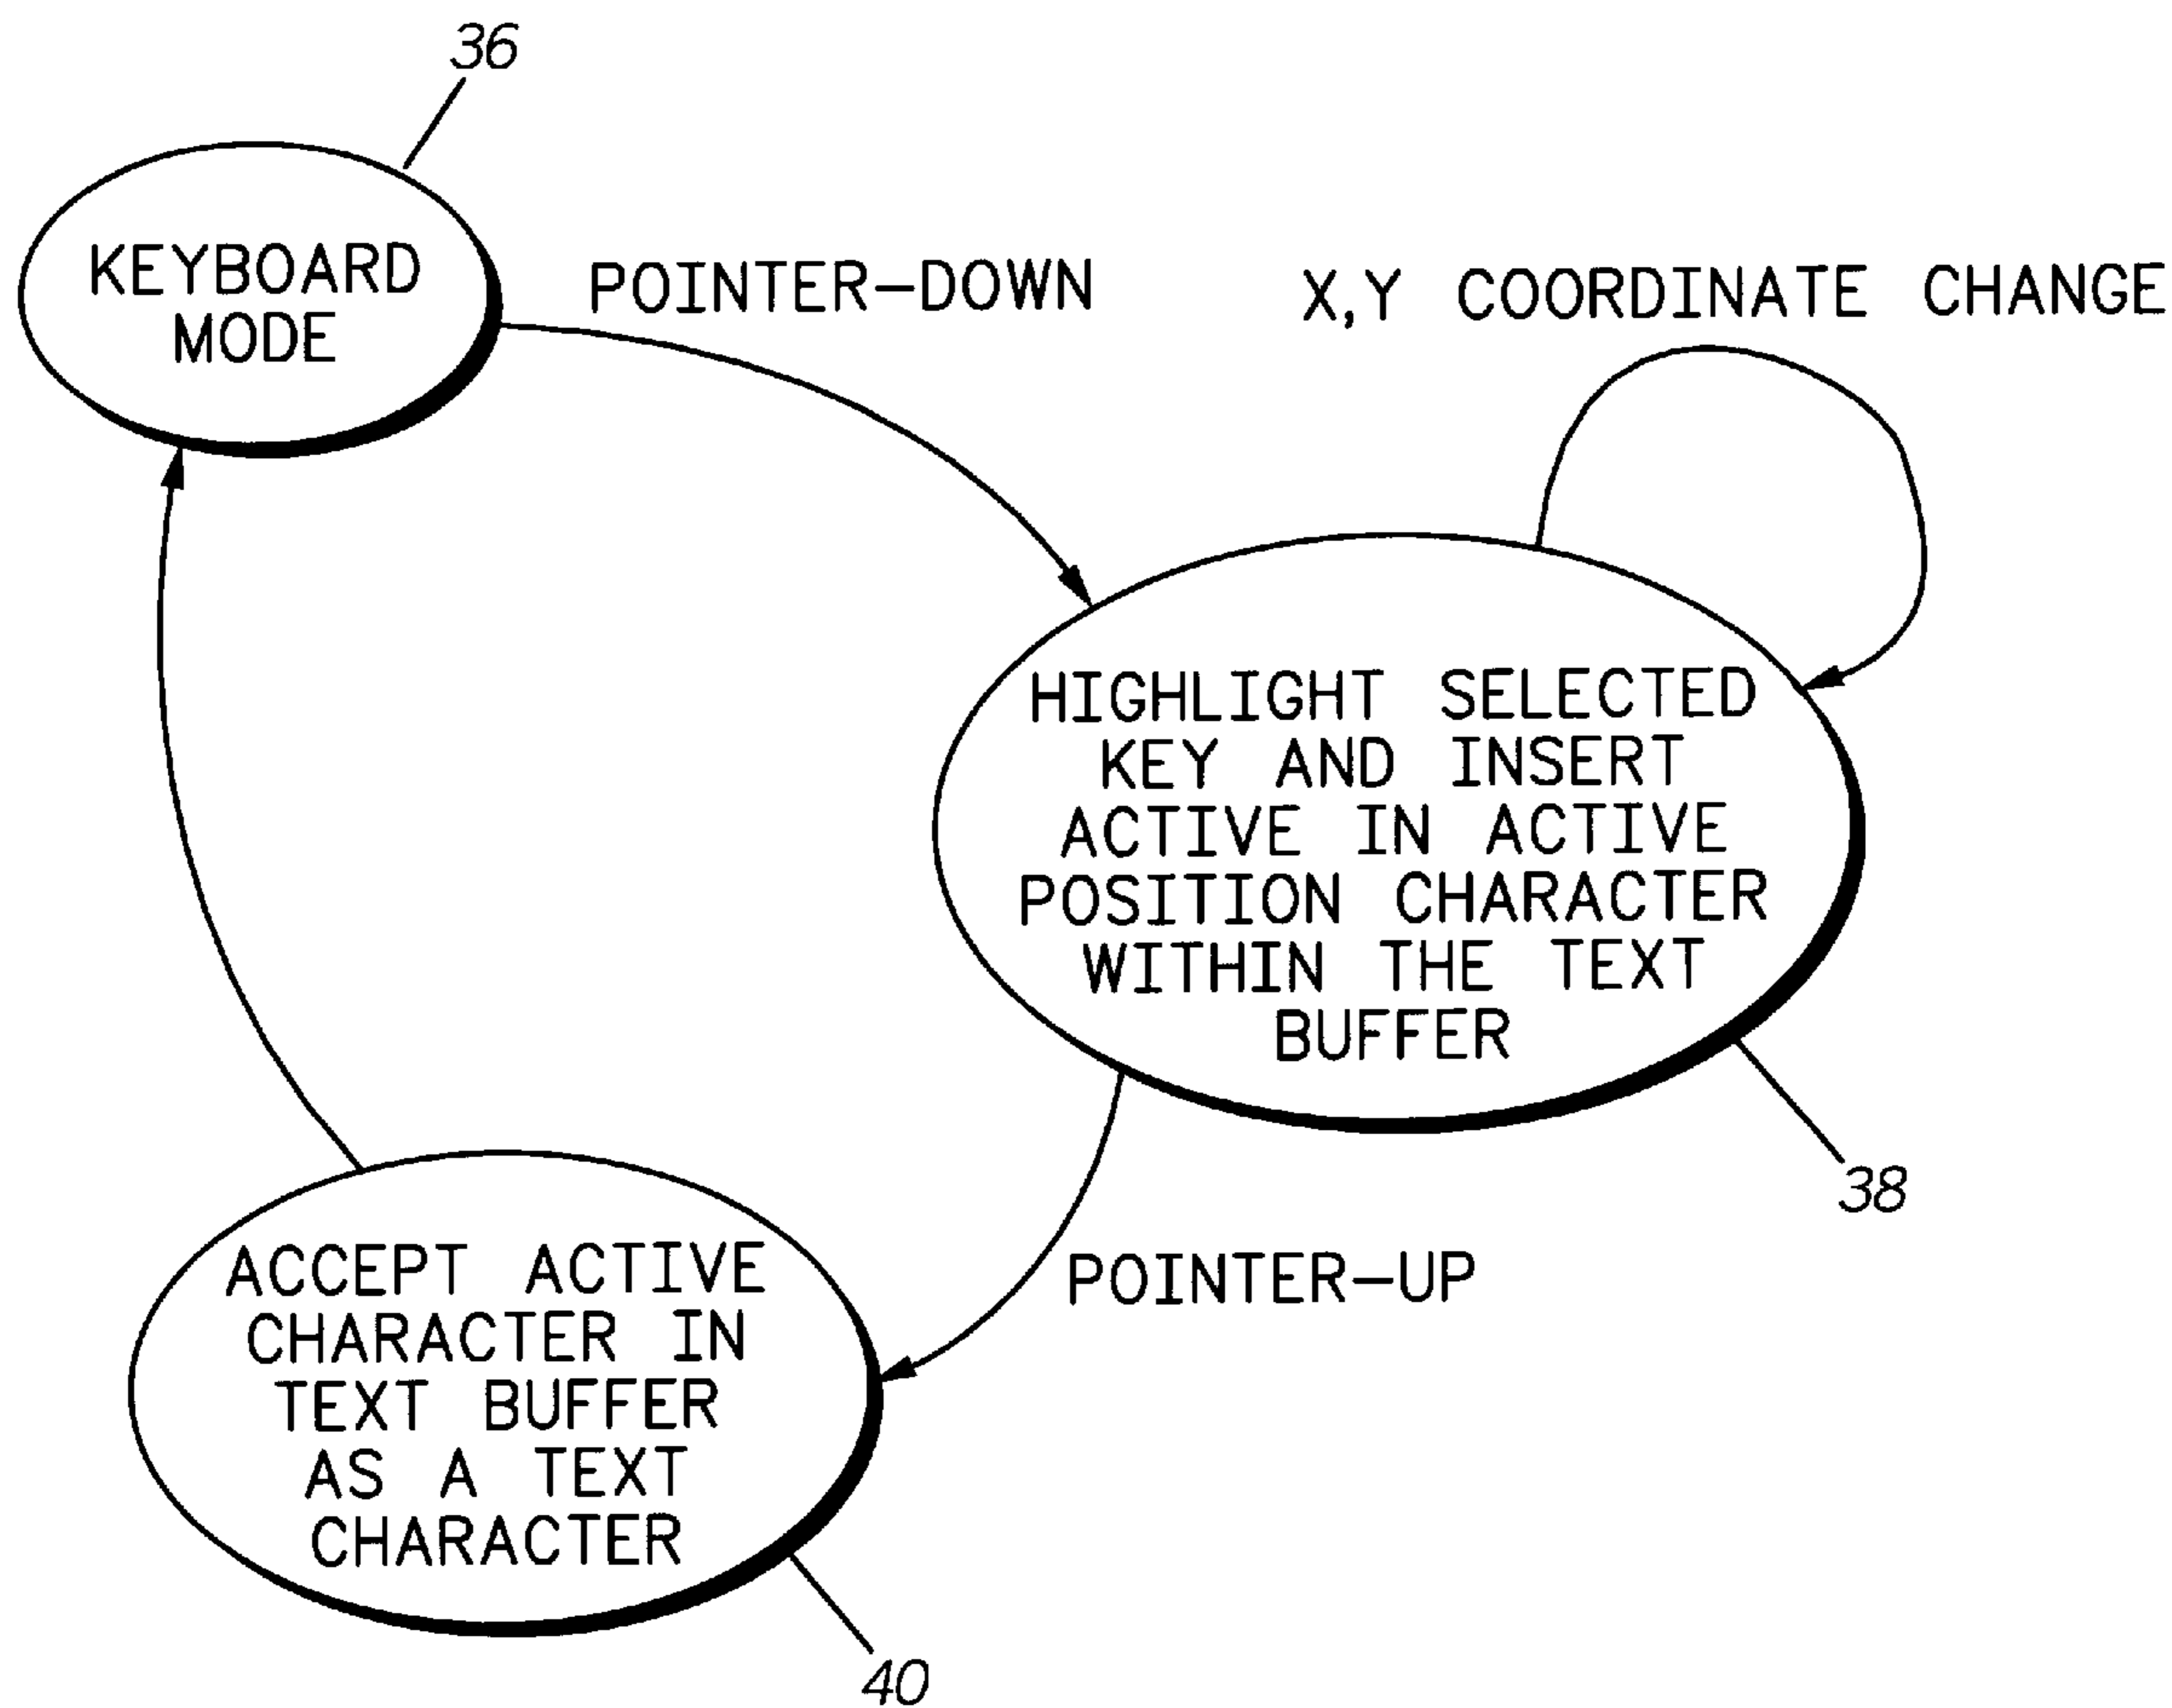 36
KEYBOARD
MODE
POINTER-DOWN
X,Y COORDINATE CHANGE
HIGHLIGHT SELECTED
KEY AND INSERT
ACTIVE IN ACTIVE
POSITION CHARACTER
WITHIN THE TEXT
BUFFER
38
POINTER-UP
ACCEPT ACTIVE
CHARACTER IN
TEXT BUFFER
AS A TEXT
CHARACTER
40